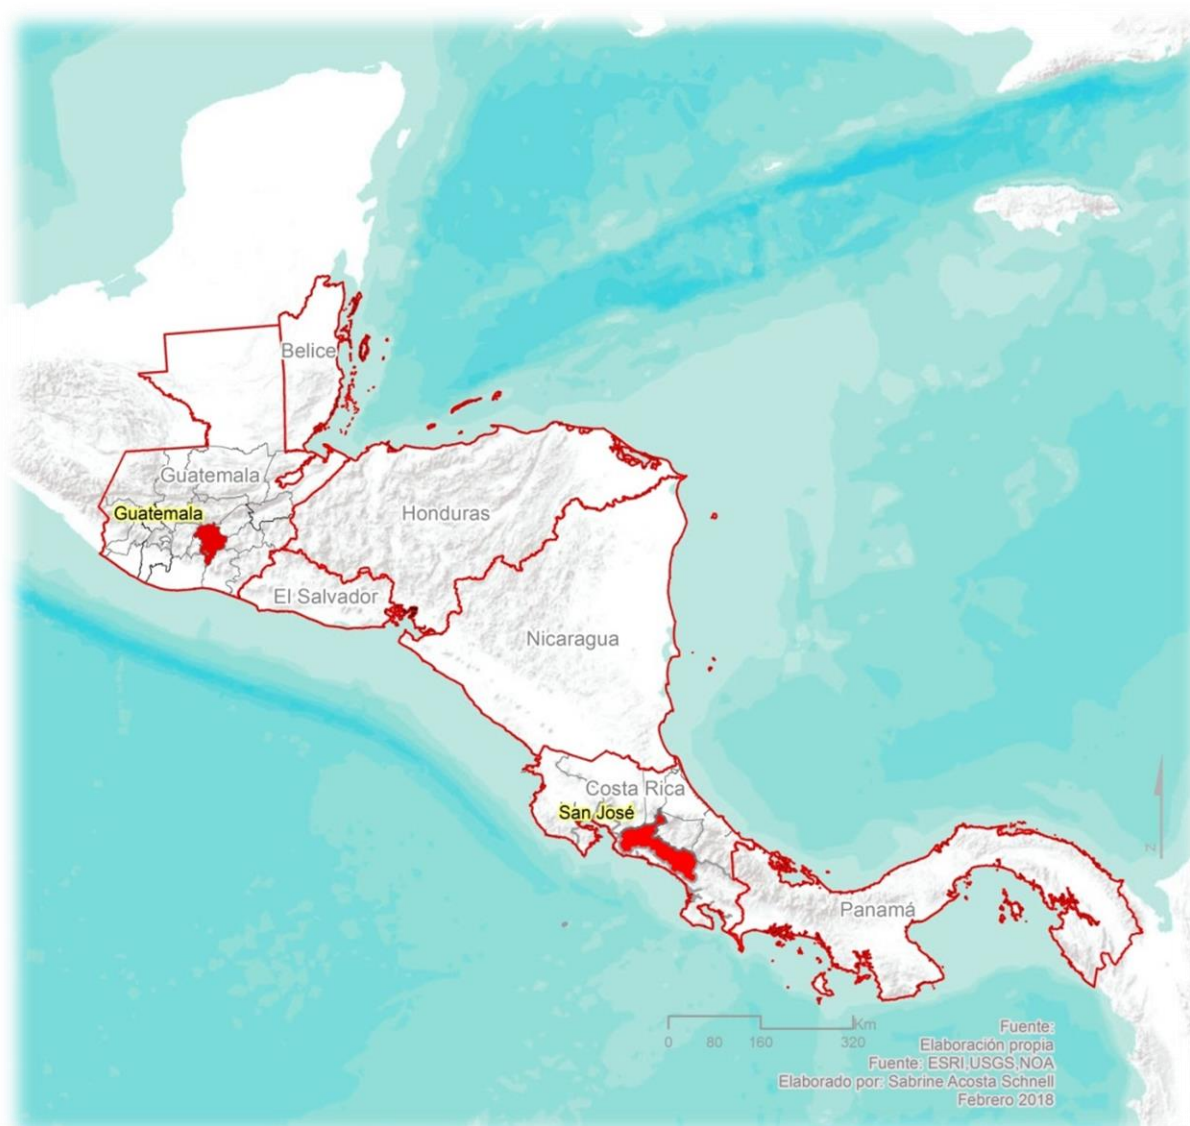 Belice
Guatemala
Guatemala
Honduras
El Salvador
Nicaragua
Costa Rica
San José
Panamá
Km
0 80 160 320
N
Fuente:
Elaboración propia
Fuente: ESRI,USGS,NOA
Elaborado por: Sabrine Acosta Schnell
Febrero 2018